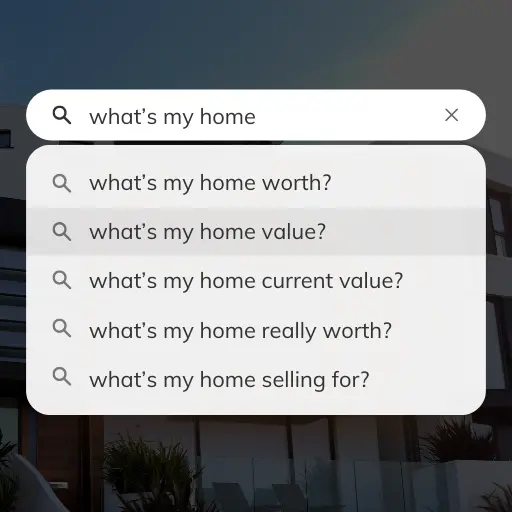 what’s my home
what’s my home worth?
what’s my home value?
what’s my home current value?
what’s my home really worth?
what’s my home selling for?